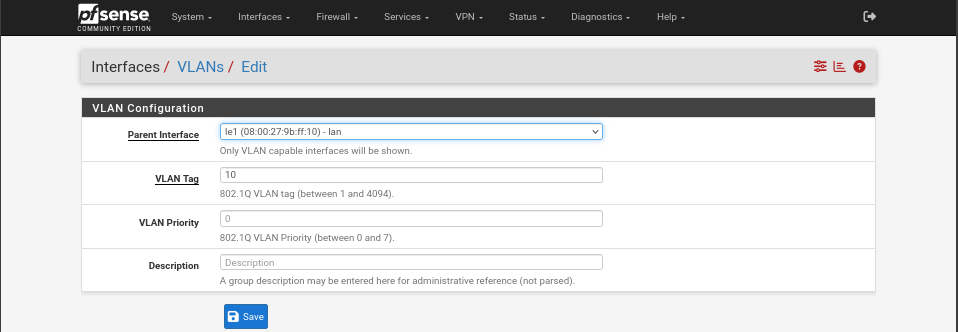 pfsense
COMMUNITY EDITION
System Interfaces Firewall Services VPN Status Diagnostics Help
Interfaces / VLANs / Edit
VLAN Configuration
Parent Interface
le1 (08:00:27:9b:ff:10) - lan
Only VLAN capable interfaces will be shown.
VLAN Tag
10
802.1Q VLAN tag (between 1 and 4094).
VLAN Priority
0
802.1Q VLAN Priority (between 0 and 7).
Description
Description
A group description may be entered here for administrative reference (not parsed).
Save